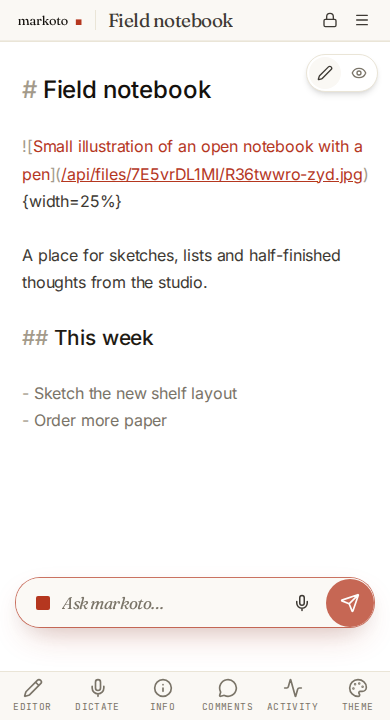 markoto
Field notebook
# Field notebook
![Small illustration of an open notebook with a
pen](/api/files/7E5vrDL1MI/R36twwro-zyd.jpg)
{width=25%}
A place for sketches, lists and half-finished
thoughts from the studio.
## This week
- Sketch the new shelf layout
- Order more paper
Ask markoto...
EDITOR DICTATE INFO COMMENTS ACTIVITY THEME